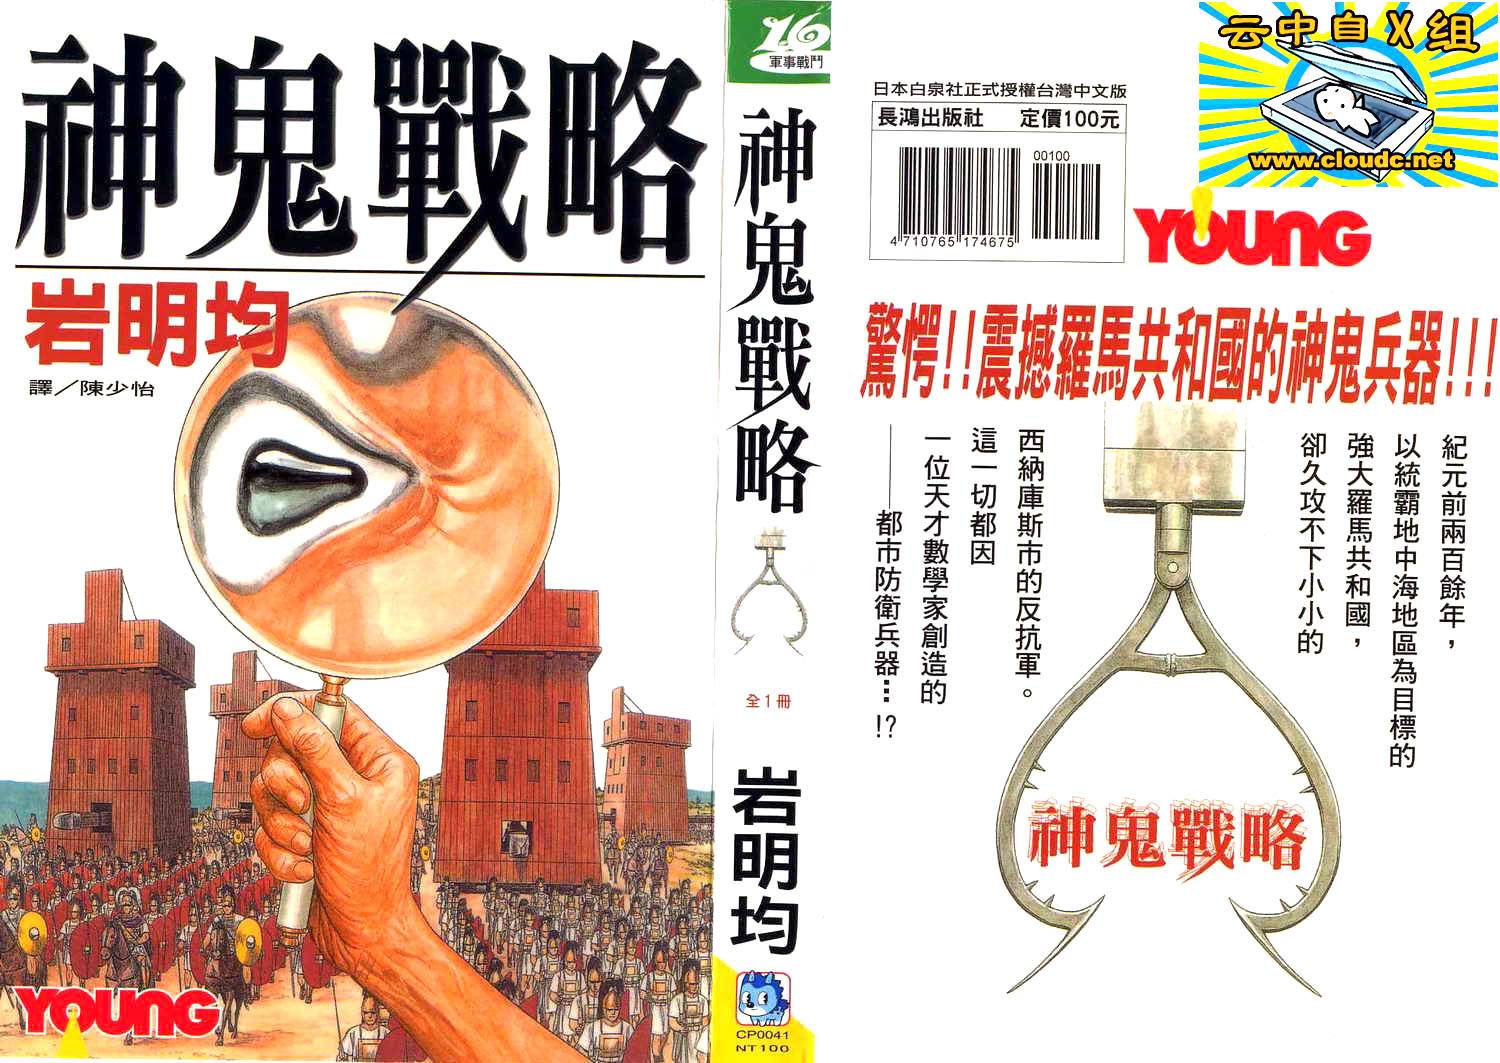 神鬼戰略
岩明均
譯／陳少怡
YOUNG
16
軍事戰鬥
神鬼戰略
全1冊
岩明均
CP0041
NT100
日本白泉社正式授權台灣中文版
長鴻出版社 定價100元
00100
4 710765 174675
云中自X组
www.cloudc.net
YOUNG
驚愕!!震撼羅馬共和國的神鬼兵器!!!
紀元前兩百餘年，
以統霸地中海地區為目標的
強大羅馬共和國，
卻久攻不下小小的
西納庫斯市的反抗軍。
這一切都因
一位天才數學家創造的
──都市防衛兵器…!?
神鬼戰略